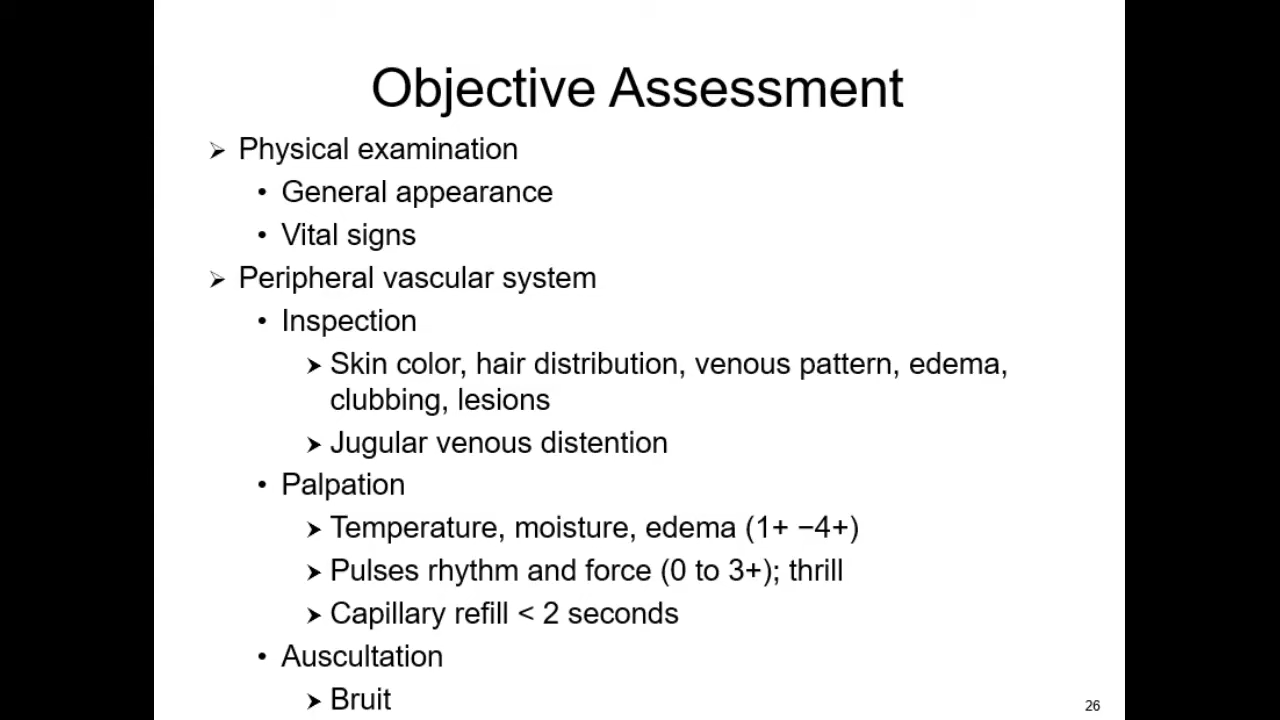 Objective Assessment
➢ Physical examination
• General appearance
• Vital signs
➢ Peripheral vascular system
• Inspection
➤ Skin color, hair distribution, venous pattern, edema,
clubbing, lesions
➤ Jugular venous distention
• Palpation
➤ Temperature, moisture, edema (1+ −4+)
➤ Pulses rhythm and force (0 to 3+); thrill
➤ Capillary refill < 2 seconds
• Auscultation
➤ Bruit
26